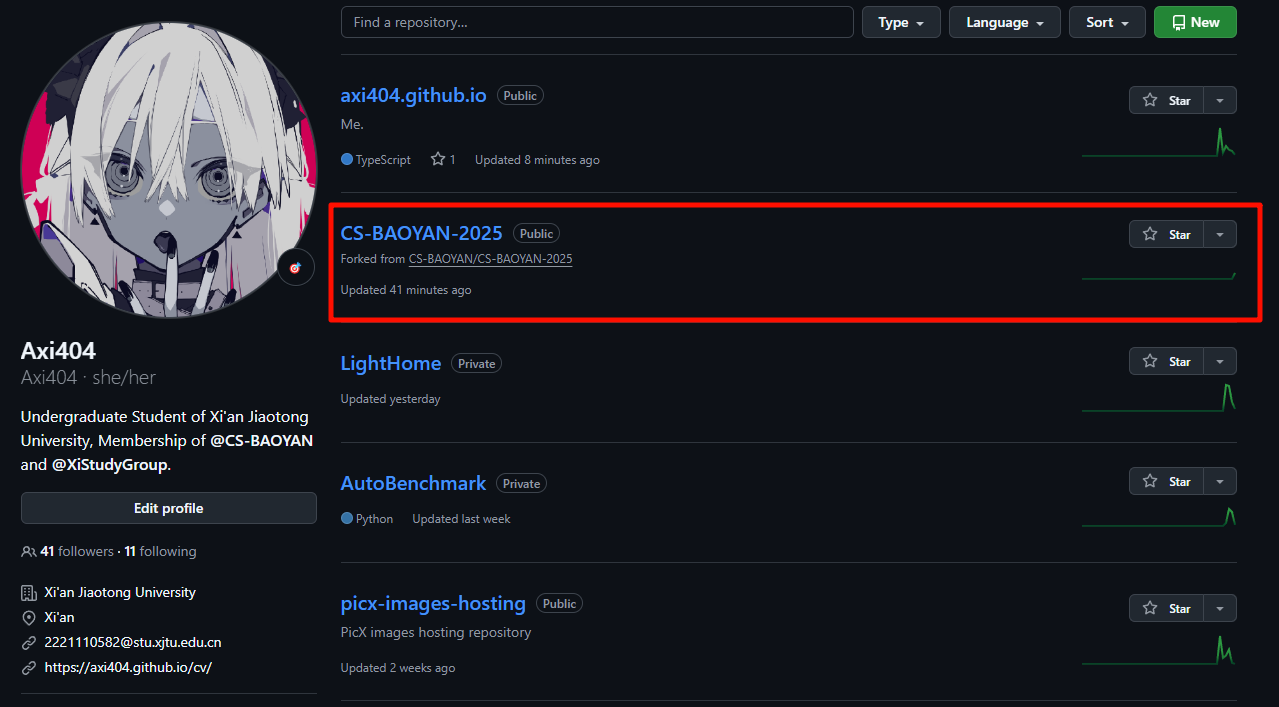 Find a repository...
Type
Language
Sort
New
axi404.github.io
Public
Star
Me.
TypeScript
1
Updated 8 minutes ago
CS-BAOYAN-2025
Public
Star
Forked from CS-BAOYAN/CS-BAOYAN-2025
Updated 41 minutes ago
LightHome
Private
Star
Updated yesterday
AutoBenchmark
Private
Star
Python
Updated last week
picx-images-hosting
Public
Star
PicX images hosting repository
Updated 2 weeks ago
Axi404
Axi404 · she/her
Undergraduate Student of Xi'an Jiaotong
University, Membership of @CS-BAOYAN
and @XiStudyGroup.
Edit profile
41 followers · 11 following
Xi'an Jiaotong University
Xi'an
2221110582@stu.xjtu.edu.cn
https://axi404.github.io/cv/